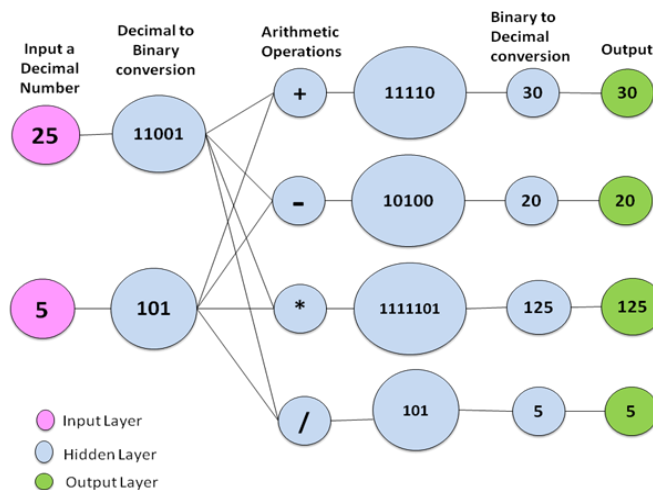 Input a
Decimal
Number
Decimal to
Binary
conversion
Arithmetic
Operations
Binary to
Decimal
conversion
Output
25
11001
+
11110
30
30
-
10100
20
20
5
101
*
1111101
125
125
/
101
5
5
Input Layer
Hidden Layer
Output Layer